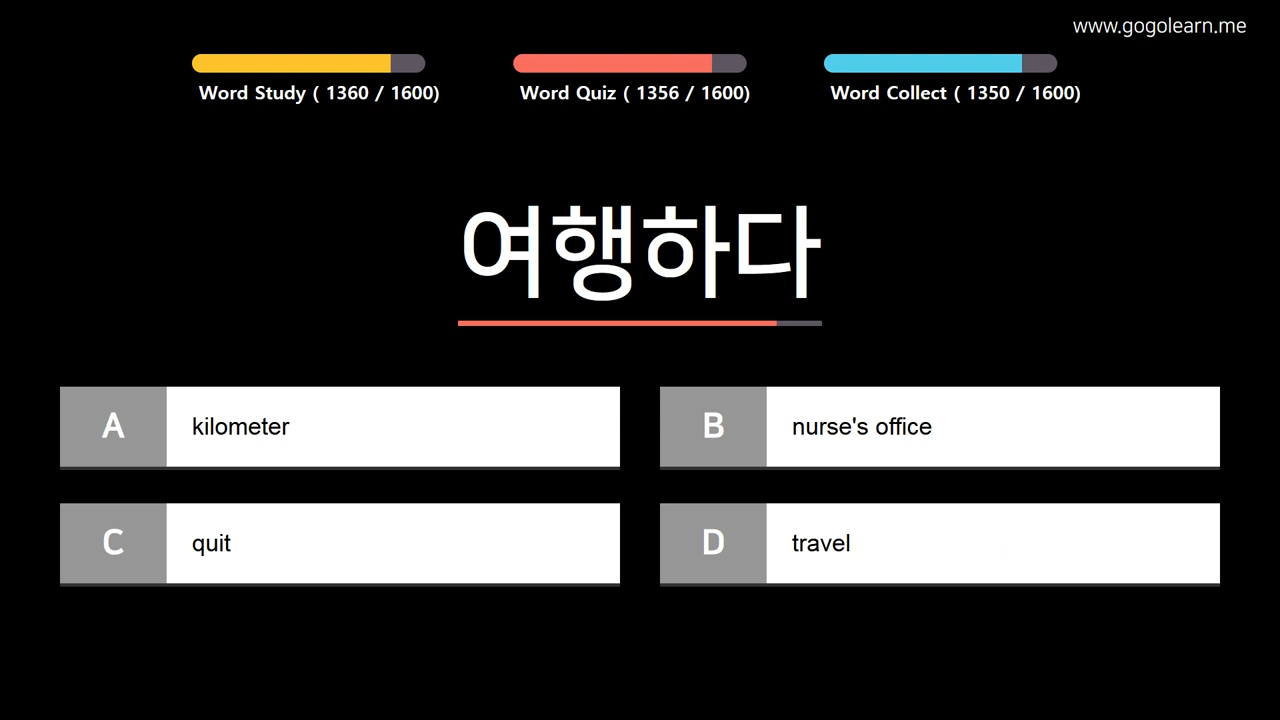 www.gogolearn.me
Word Study ( 1360 / 1600)
Word Quiz ( 1356 / 1600)
Word Collect ( 1350 / 1600)
여행하다
A kilometer
B nurse's office
C quit
D travel